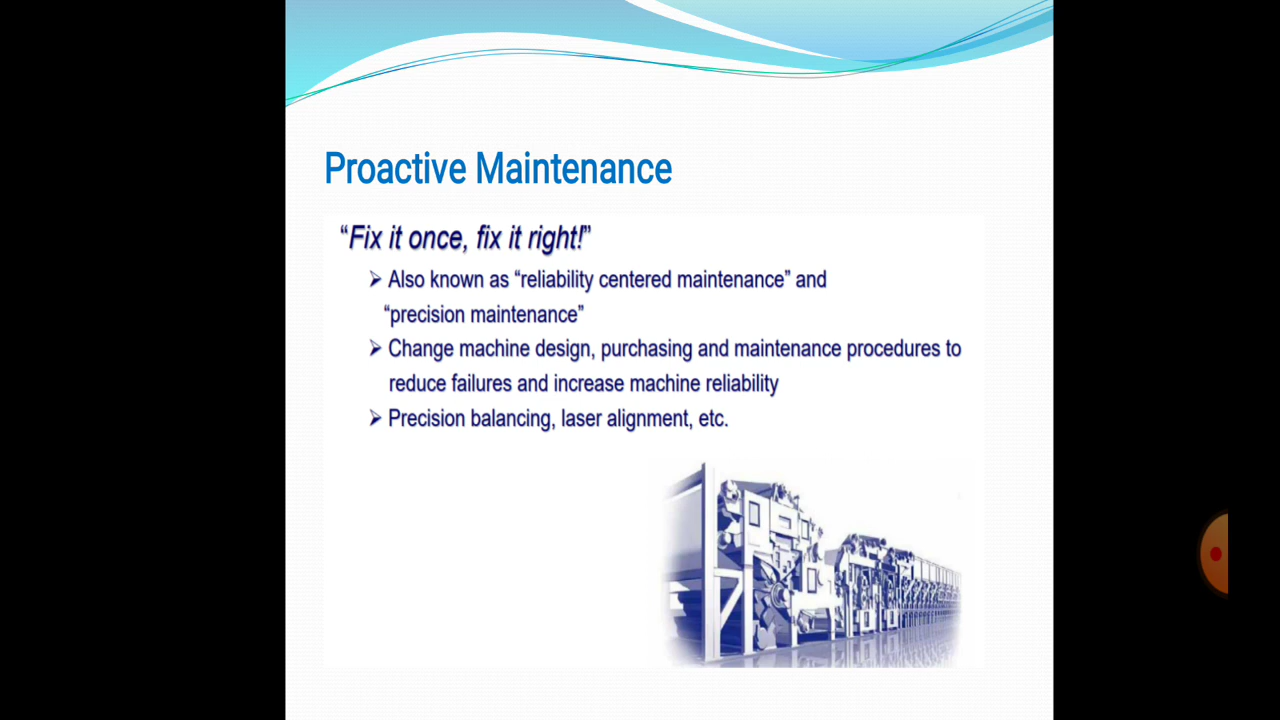 Proactive Maintenance
“Fix it once, fix it right!”
➢ Also known as “reliability centered maintenance” and
“precision maintenance”
➢ Change machine design, purchasing and maintenance procedures to
reduce failures and increase machine reliability
➢ Precision balancing, laser alignment, etc.